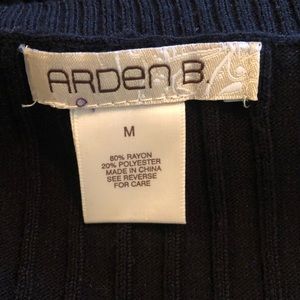 ARDEN B.
M
80% RAYON
20% POLYESTER
MADE IN CHINA
SEE REVERSE
FOR CARE